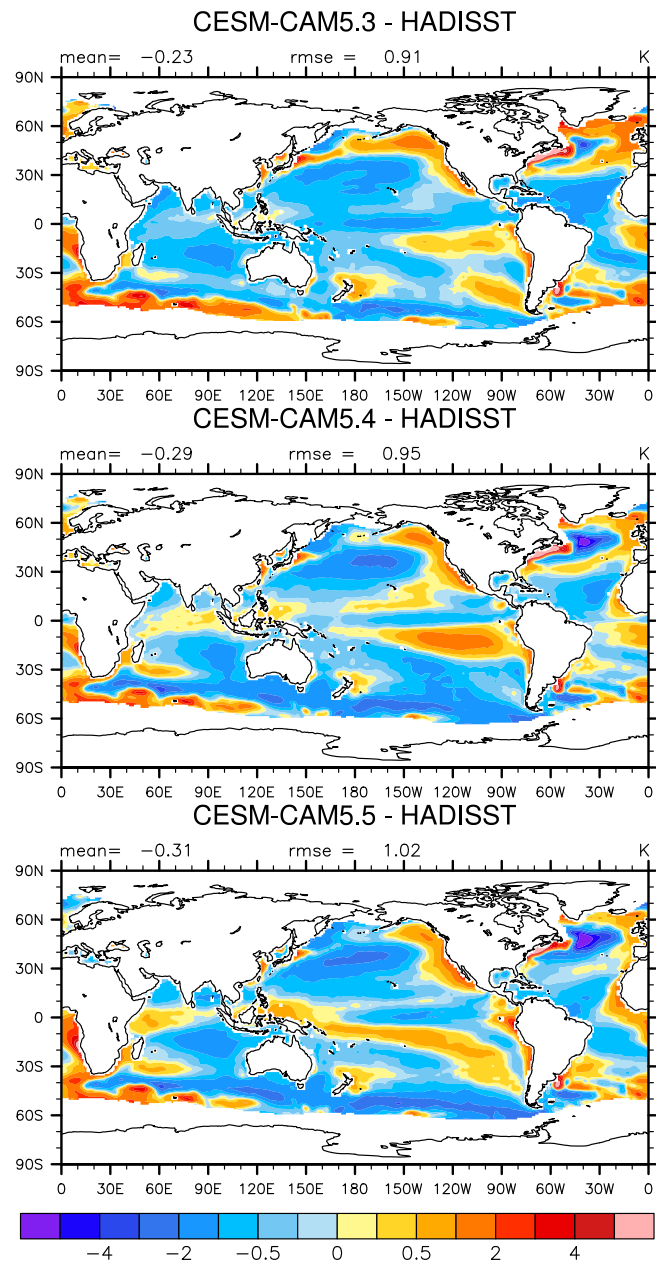 CESM-CAM5.3 - HADISST
mean= -0.23 rmse = 0.91 K
90N
60N
30N
0
30S
60S
90S
0 30E 60E 90E 120E 150E 180 150W 120W 90W 60W 30W 0
CESM-CAM5.4 - HADISST
mean= -0.29 rmse = 0.95 K
90N
60N
30N
0
30S
60S
90S
0 30E 60E 90E 120E 150E 180 150W 120W 90W 60W 30W 0
CESM-CAM5.5 - HADISST
mean= -0.31 rmse = 1.02 K
90N
60N
30N
0
30S
60S
90S
0 30E 60E 90E 120E 150E 180 150W 120W 90W 60W 30W 0
-4 -2 -0.5 0 0.5 2 4